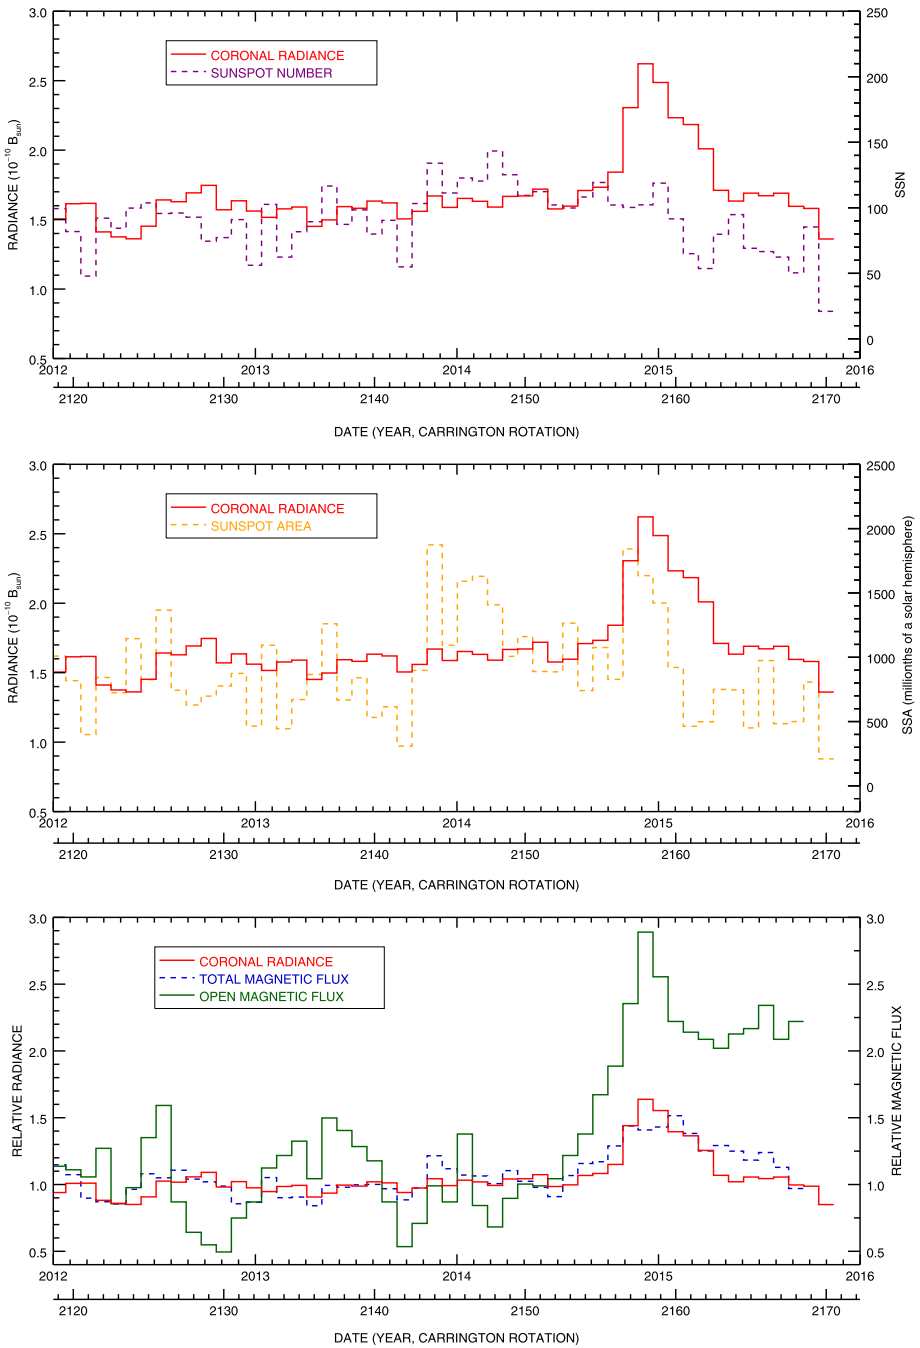 3.0
2.5
2.0
1.5
1.0
0.5
RADIANCE (10⁻¹⁰ Bsun)
CORONAL RADIANCE
SUNSPOT NUMBER
250
200
150
100
50
0
SSN
2012 2013 2014 2015 2016
2120 2130 2140 2150 2160 2170
DATE (YEAR, CARRINGTON ROTATION)
3.0
2.5
2.0
1.5
1.0
0.5
RADIANCE (10⁻¹⁰ Bsun)
CORONAL RADIANCE
SUNSPOT AREA
2500
2000
1500
1000
500
0
SSA (millionths of a solar hemisphere)
2012 2013 2014 2015 2016
2120 2130 2140 2150 2160 2170
DATE (YEAR, CARRINGTON ROTATION)
3.0
2.5
2.0
1.5
1.0
0.5
RELATIVE RADIANCE
CORONAL RADIANCE
TOTAL MAGNETIC FLUX
OPEN MAGNETIC FLUX
3.0
2.5
2.0
1.5
1.0
0.5
RELATIVE MAGNETIC FLUX
2012 2013 2014 2015 2016
2120 2130 2140 2150 2160 2170
DATE (YEAR, CARRINGTON ROTATION)